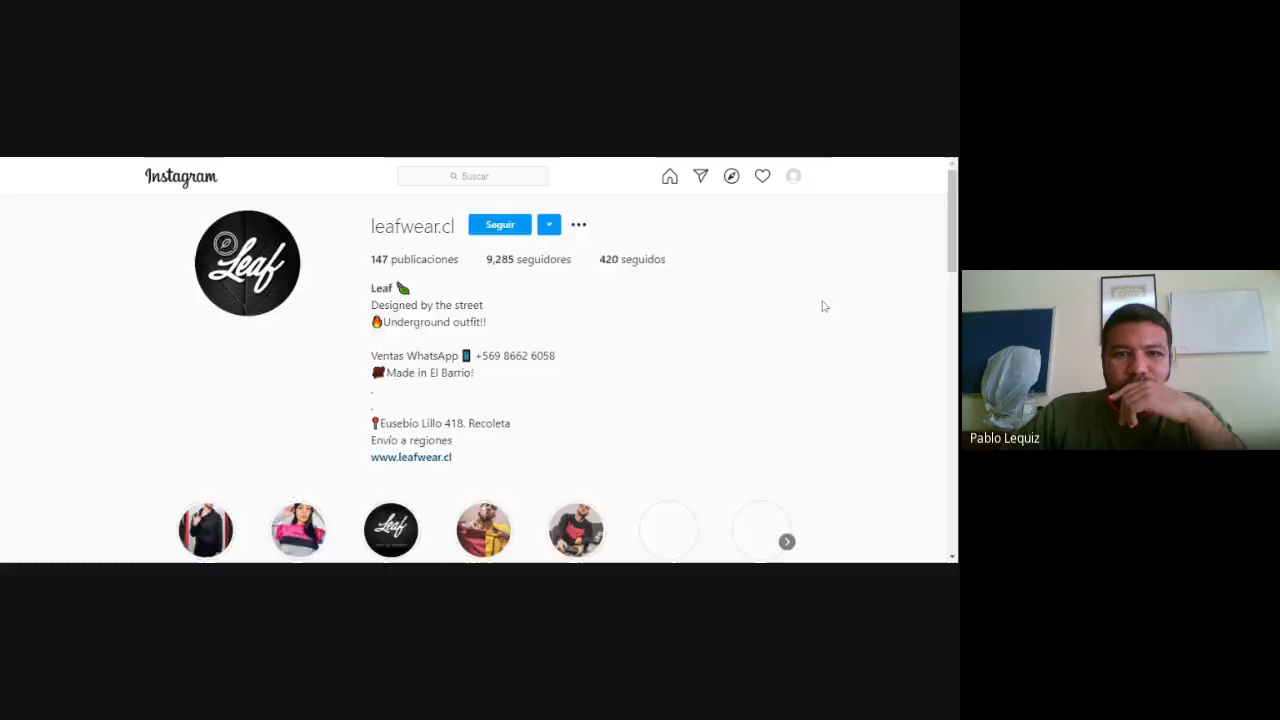 Instagram
Buscar
Leaf
leafwear.cl Seguir
147 publicaciones 9,285 seguidores 420 seguidos
Leaf
Designed by the street
🔥Underground outfit!!
Ventas WhatsApp 📱 +569 8662 6058
Made in El Barrio!
.
.
📍Eusebio Lillo 418. Recoleta
Envío a regiones
www.leafwear.cl
Leaf
Pablo Lequiz